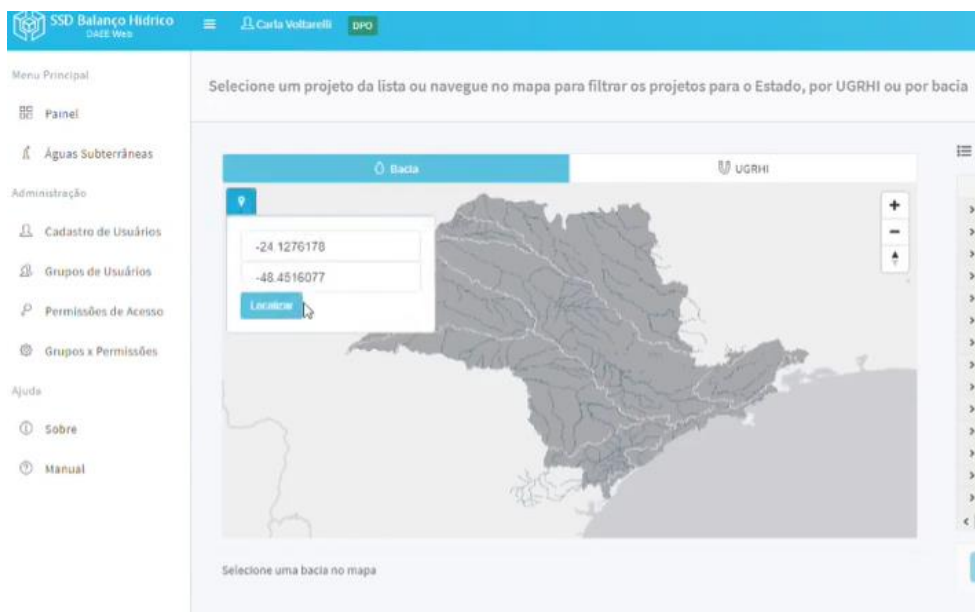 SSD Balanço Hídrico
DAEE Web
Carla Voltarelli
DPO
Menu Principal
Painel
Águas Subterrâneas
Administração
Cadastro de Usuários
Grupos de Usuários
Permissões de Acesso
Grupos x Permissões
Ajuda
Sobre
Manual
Selecione um projeto da lista ou navegue no mapa para filtrar os projetos para o Estado, por UGRHI ou por bacia
Bacia
UGRHI
-24.1276178
-48.4516077
Localizar
Selecione uma bacia no mapa